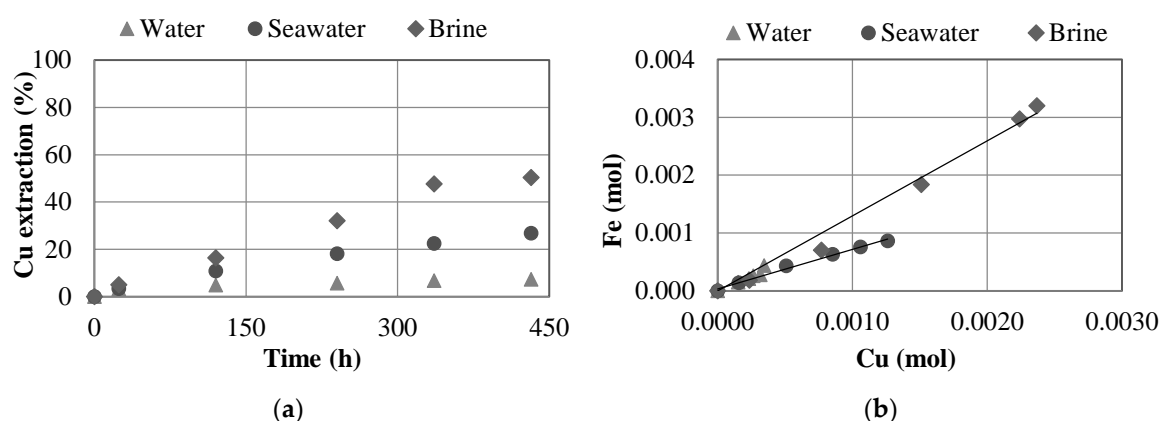 Water Seawater Brine
100
80
60
40
20
0
0 150 300 450
Cu extraction (%)
Time (h)
(a)
Water Seawater Brine
0.004
0.003
0.002
0.001
0.000
0.0000 0.0010 0.0020 0.0030
Fe (mol)
Cu (mol)
(b)